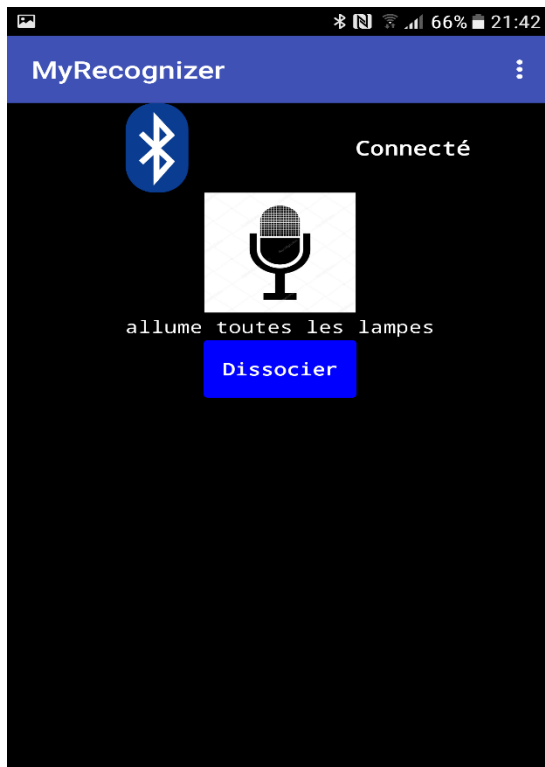 66% 21:42
MyRecognizer
Connecté
allume toutes les lampes
Dissocier